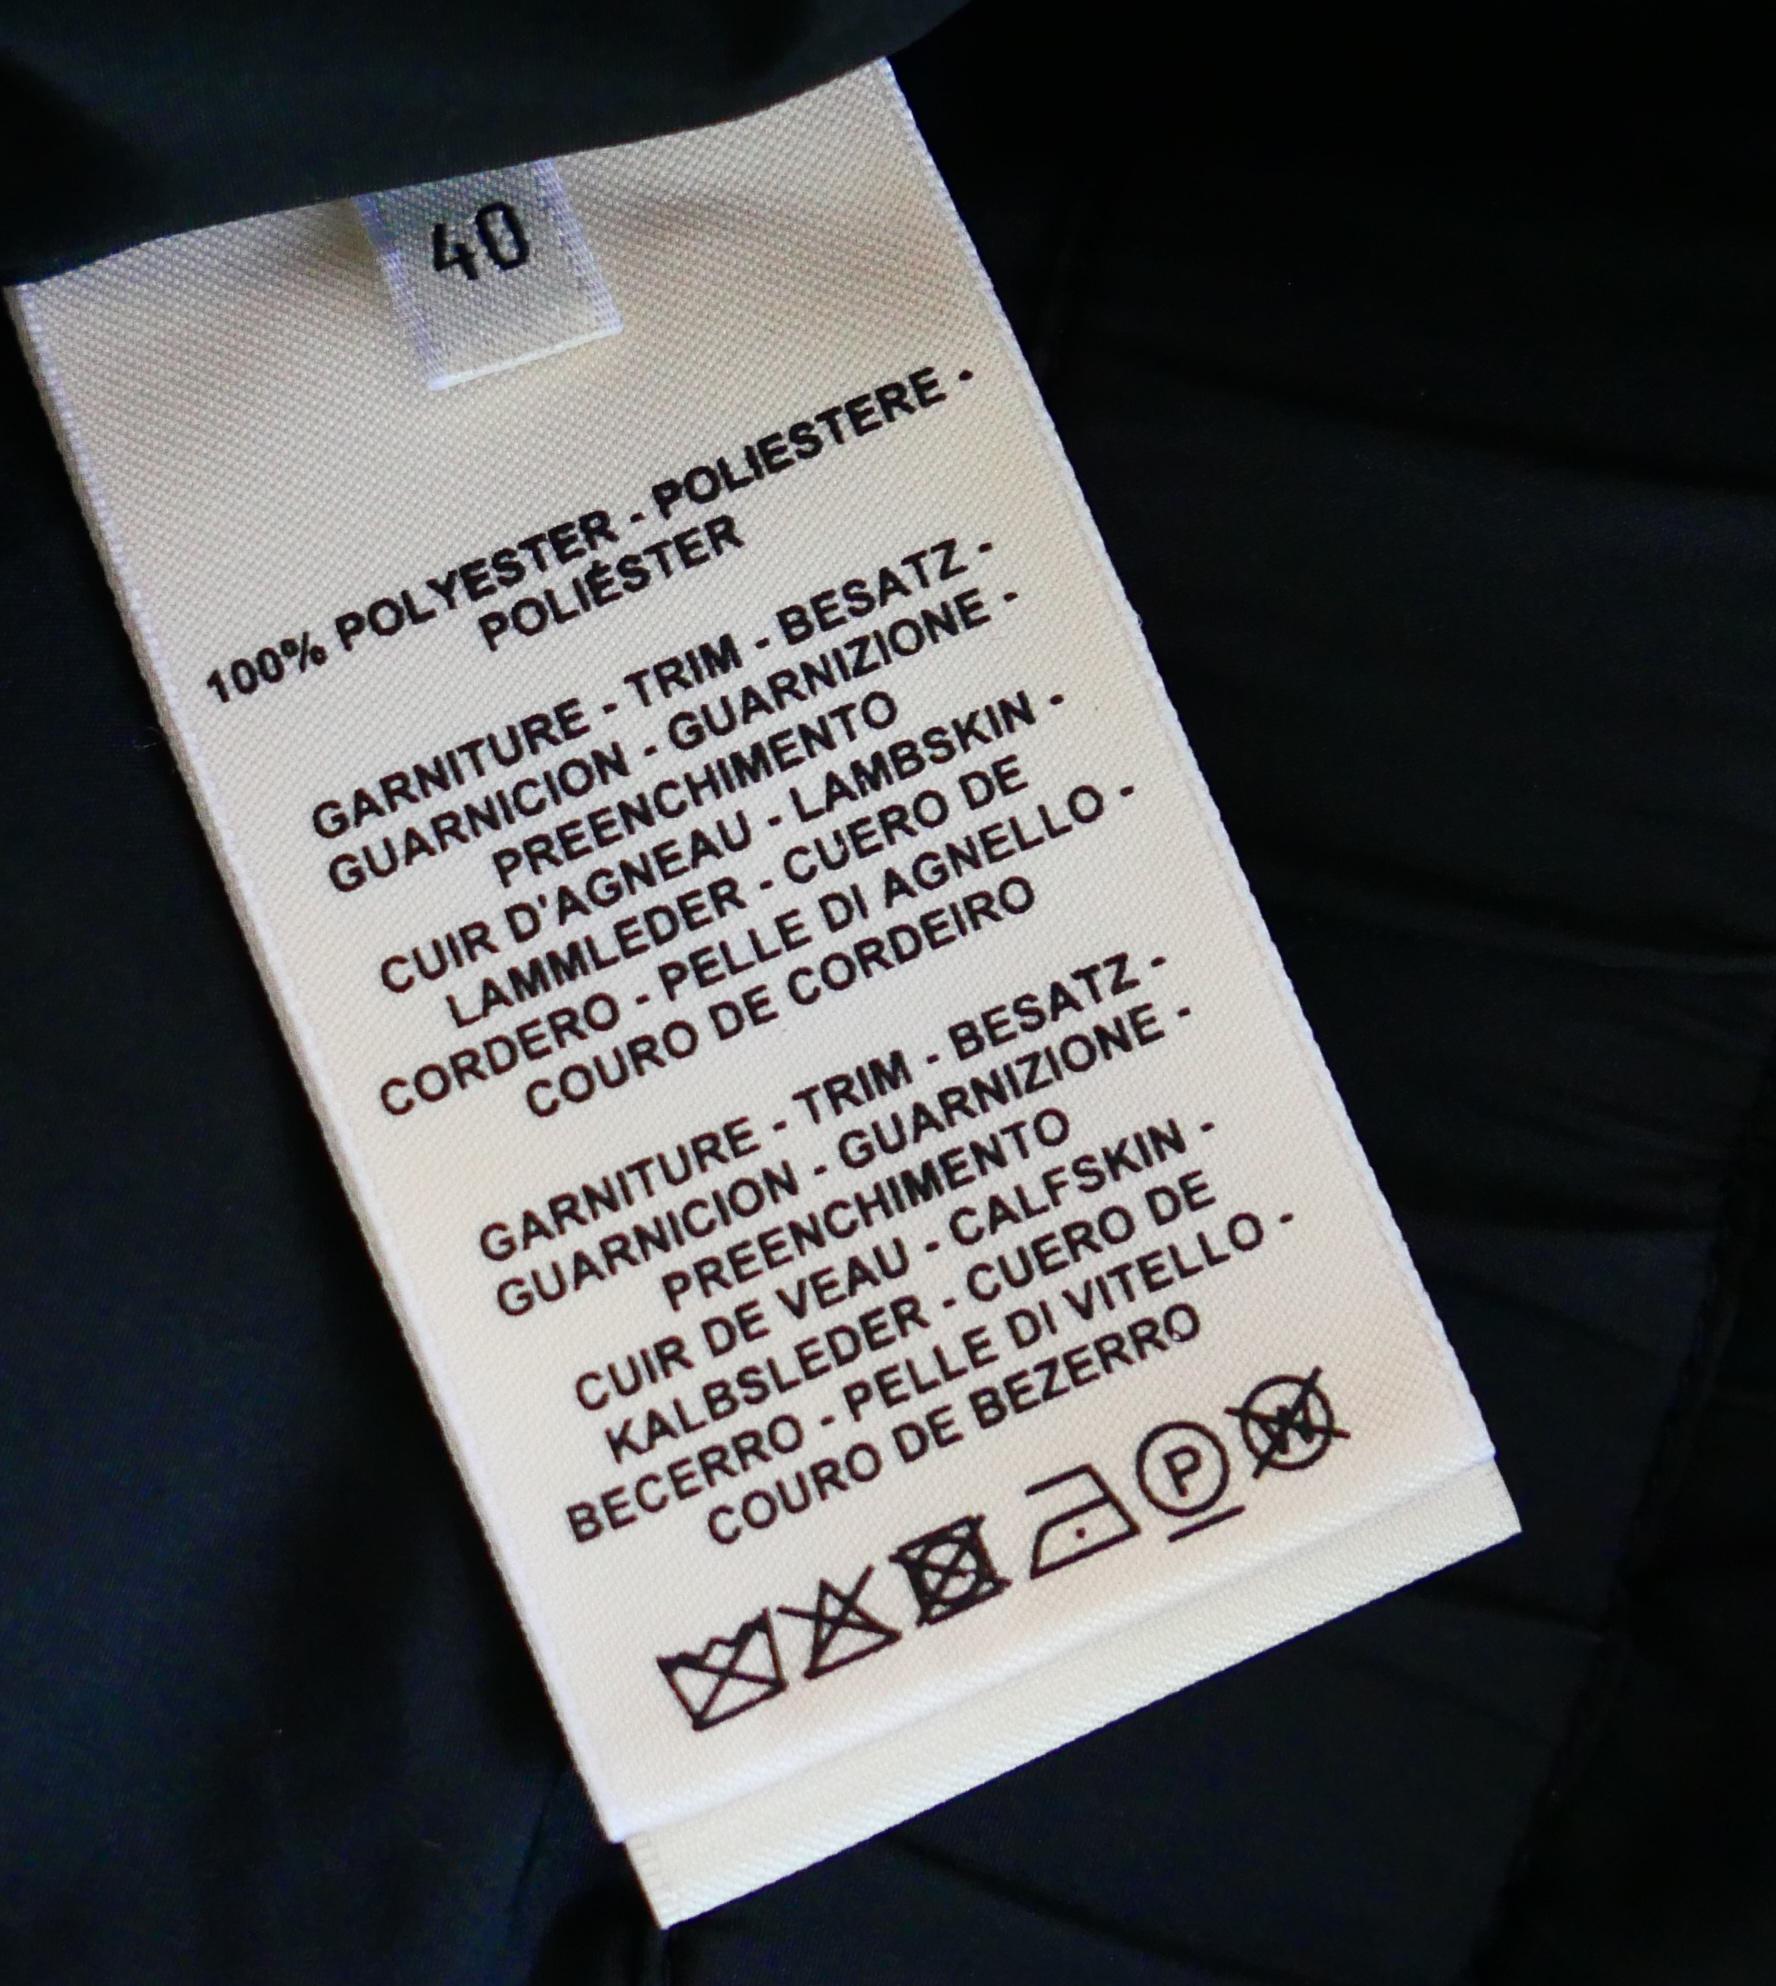 40
100% POLYESTER - POLIESTERE -
POLIÉSTER
GARNITURE - TRIM - BESATZ -
GUARNICION - GUARNIZIONE -
PREENCHIMENTO
CUIR D'AGNEAU - LAMBSKIN -
LAMMLEDER - CUERO DE
CORDERO - PELLE DI AGNELLO -
COURO DE CORDEIRO
GARNITURE - TRIM - BESATZ -
GUARNICION - GUARNIZIONE -
PREENCHIMENTO
CUIR DE VEAU - CALFSKIN -
KALBSLEDER - CUERO DE
BECERRO - PELLE DI VITELLO -
COURO DE BEZERRO
P W